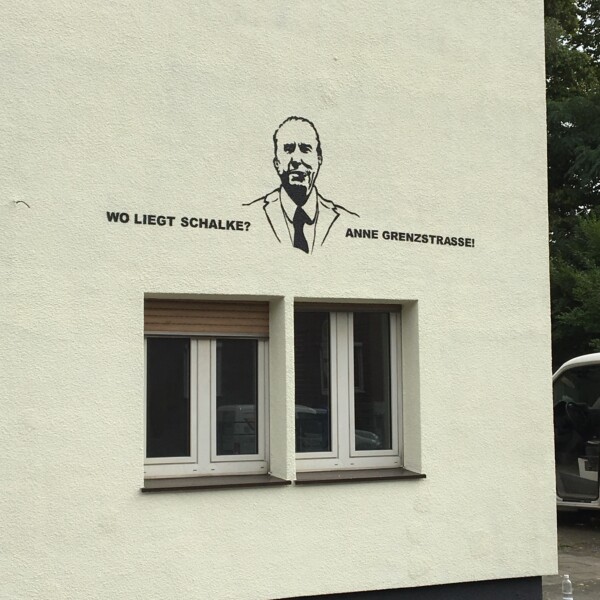 WO LIEGT SCHALKE?
ANNE GRENZSTRASSE!